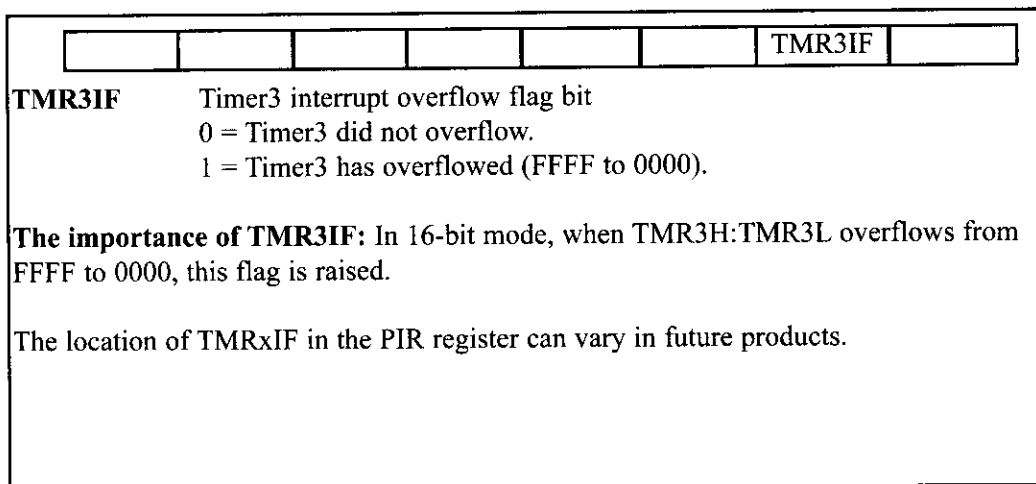 TMR3IF
TMR3IF Timer3 interrupt overflow flag bit
0 = Timer3 did not overflow.
1 = Timer3 has overflowed (FFFF to 0000).
The importance of TMR3IF: In 16-bit mode, when TMR3H:TMR3L overflows from
FFFF to 0000, this flag is raised.
The location of TMRxIF in the PIR register can vary in future products.